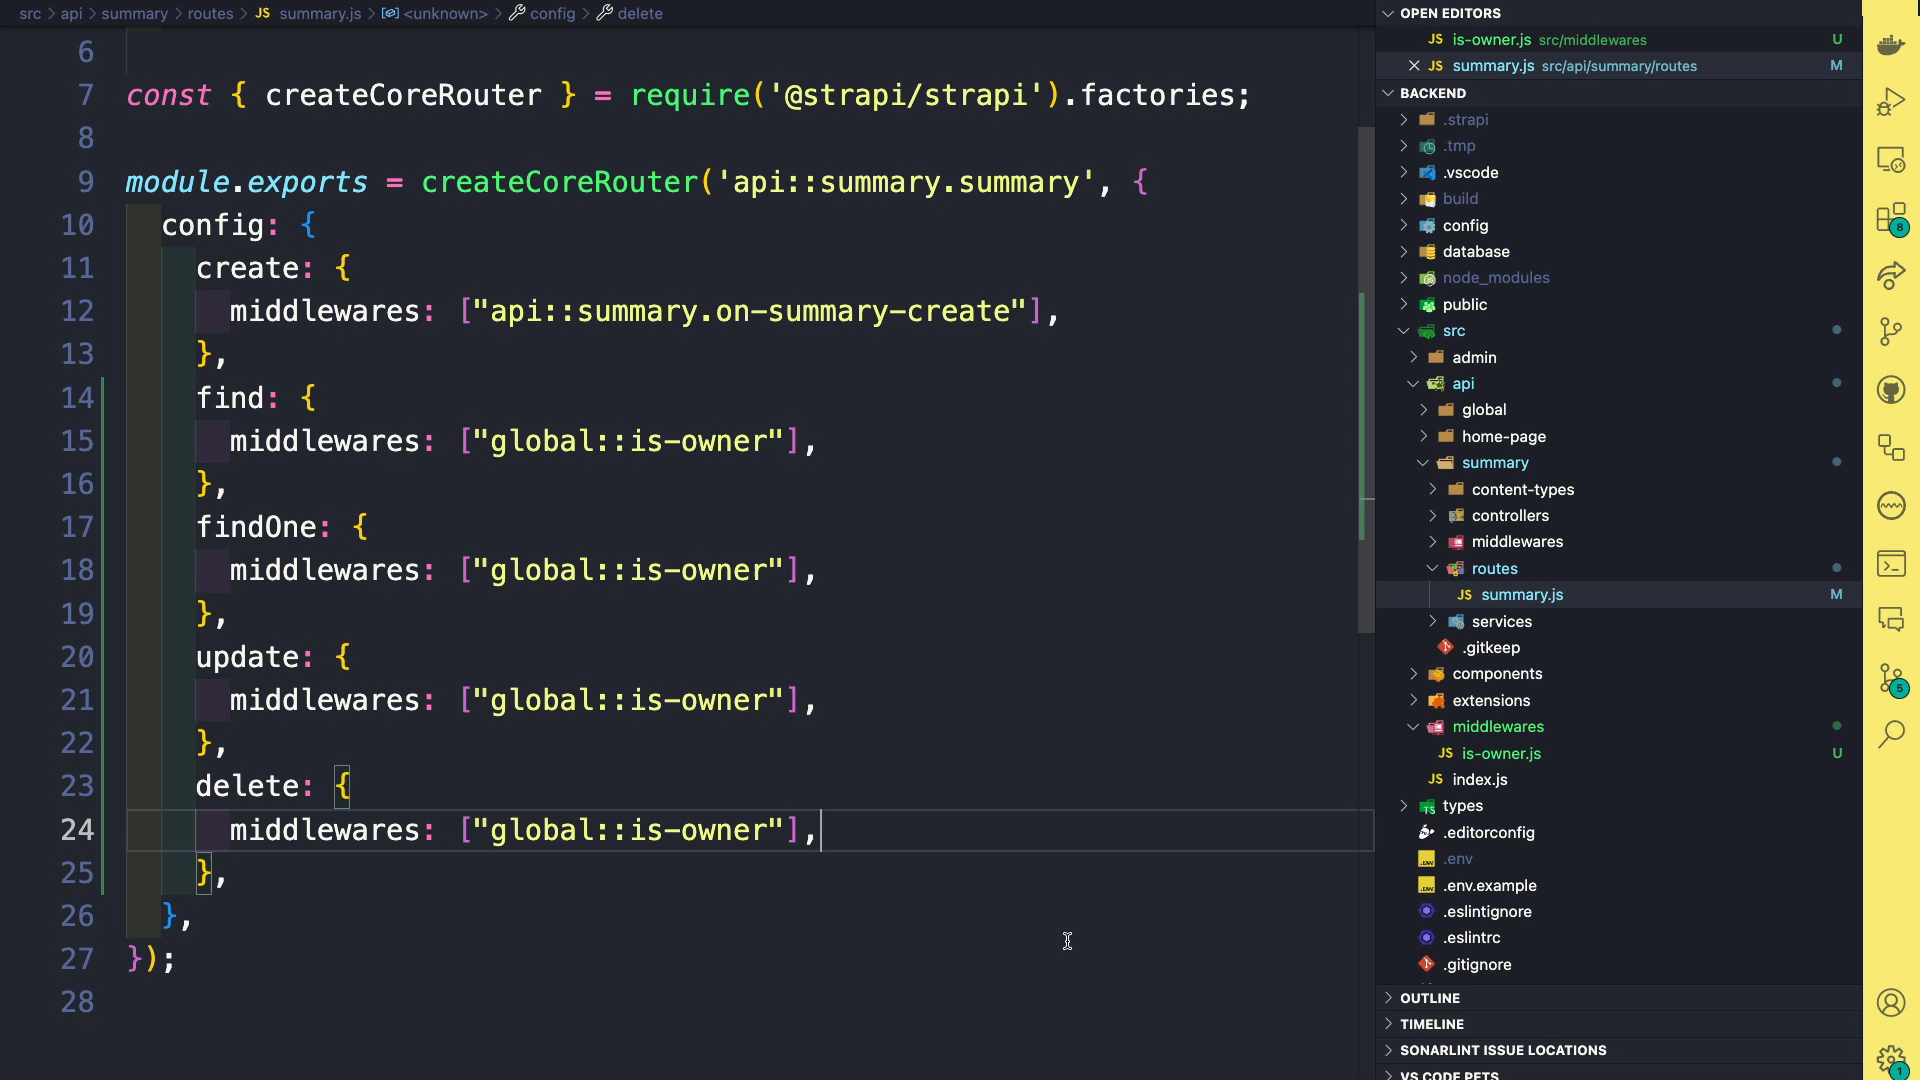 src > api > summary > routes > JS summary.js > <unknown> > config > delete
6
7 const { createCoreRouter } = require('@strapi/strapi').factories;
8
9 module.exports = createCoreRouter('api::summary.summary', {
10 config: {
11 create: {
12 middlewares: ["api::summary.on-summary-create"],
13 },
14 find: {
15 middlewares: ["global::is-owner"],
16 },
17 findOne: {
18 middlewares: ["global::is-owner"],
19 },
20 update: {
21 middlewares: ["global::is-owner"],
22 },
23 delete: {
24 middlewares: ["global::is-owner"],
25 },
26 },
27 });
28
OPEN EDITORS
JS is-owner.js src/middlewares U
JS summary.js src/api/summary/routes M
BACKEND
.strapi
.tmp
.vscode
build
config
database
node_modules
public
src
admin
api
global
home-page
summary
content-types
controllers
middlewares
routes
JS summary.js M
services
.gitkeep
components
extensions
middlewares
JS is-owner.js U
JS index.js
types
.editorconfig
.env
.env.example
.eslintignore
.eslintrc
.gitignore
OUTLINE
TIMELINE
SONARLINT ISSUE LOCATIONS
VS CODE PETS
8
5
1